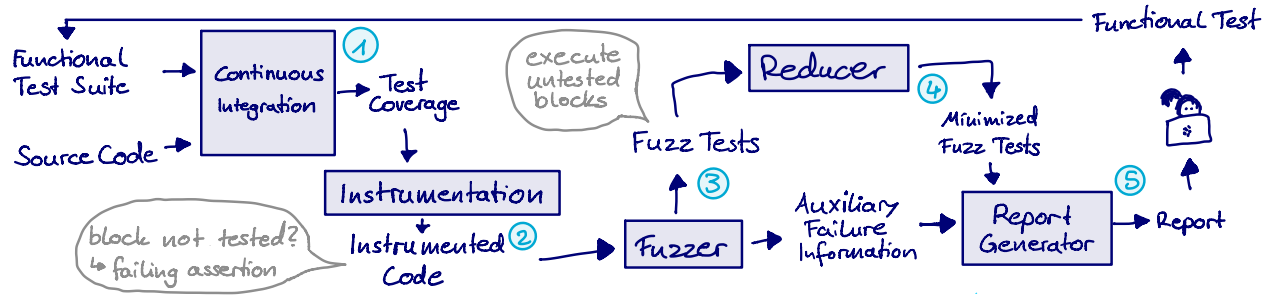 Functional
Test Suite
Source Code
Continuous
Integration
1
Test
Coverage
Instrumentation
block not tested?
↳ failing assertion
Instrumented
Code
2
Fuzzer
3
Fuzz Tests
execute
untested
blocks
Reducer
4
Minimized
Fuzz Tests
Auxiliary
Failure
Information
Report
Generator
5
Report
$
Functional Test